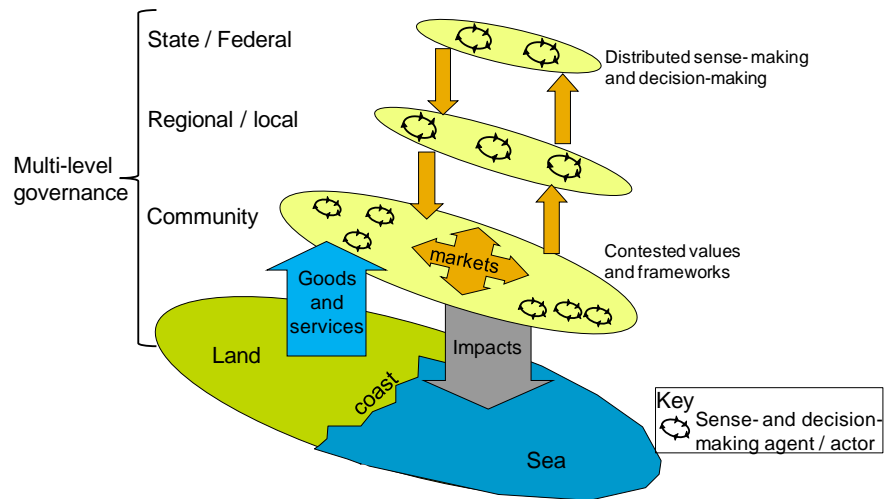 State / Federal
Distributed sense- making
and decision-making
Regional / local
Multi-level
governance
Community
Contested values
and frameworks
markets
Goods
and
services
Land
Impacts
coast
Sea
Key
Sense- and decision-
making agent / actor